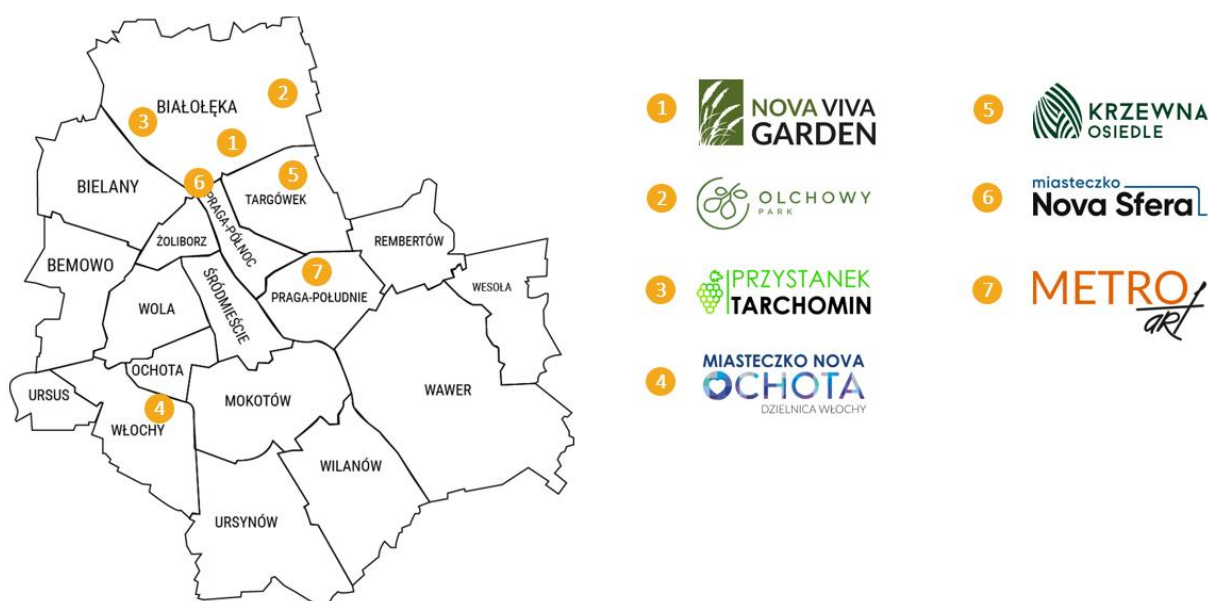 BIAŁOŁĘKA
2
3
1
BIELANY
6
5
TARGÓWEK
PRAGA-PÓŁNOC
ŻOLIBORZ
REMBERTÓW
BEMOWO
ŚRÓDMIEŚCIE
7
PRAGA-POŁUDNIE
WESOŁA
WOLA
OCHOTA
URSUS
4
MOKOTÓW
WAWER
WŁOCHY
WILANÓW
URSYNÓW
1
NOVA VIVA
GARDEN
2
OLCHOWY
PARK
3
PRZYSTANEK
TARCHOMIN
4
MIASTECZKO NOVA
OCHOTA
DZIELNICA WŁOCHY
5
KRZEWNA
OSIEDLE
6
miasteczko
Nova Sfera
7
METRO
art